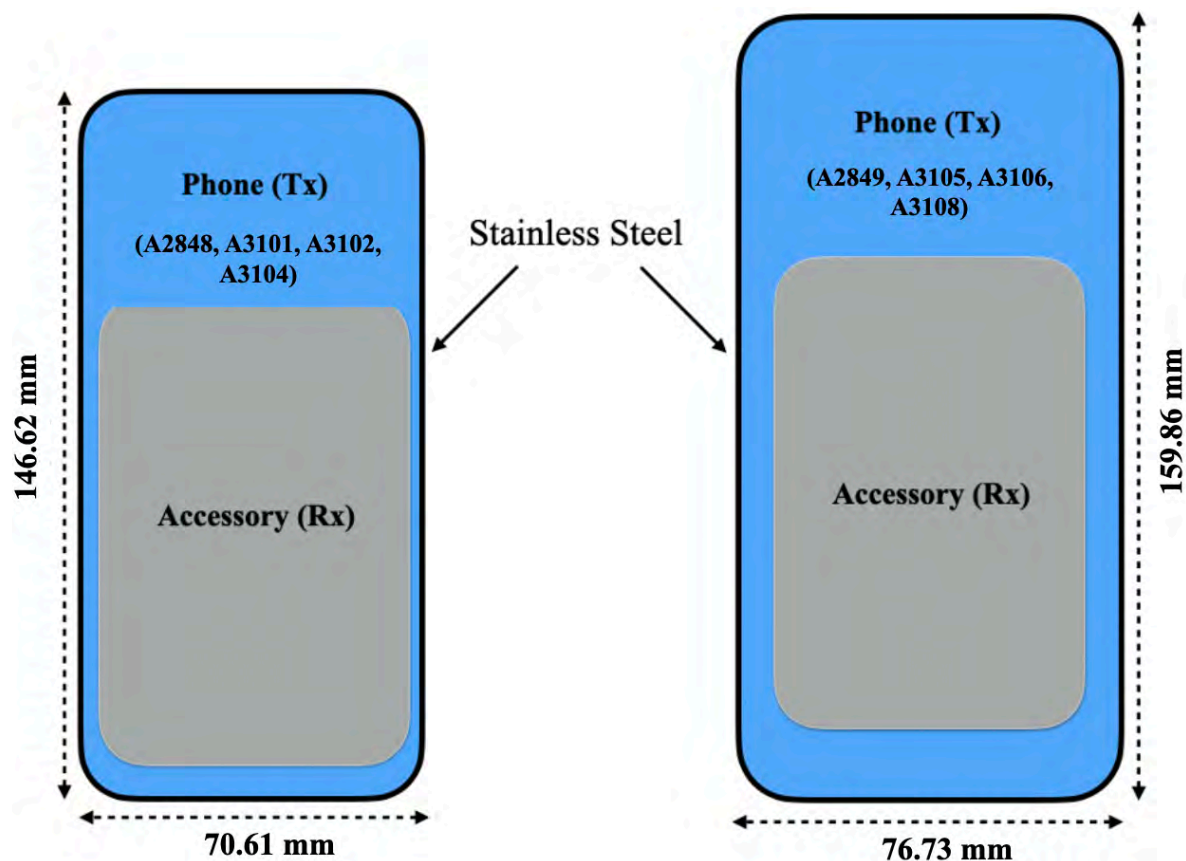 Phone (Tx)
(A2848, A3101, A3102,
A3104)
Accessory (Rx)
146.62 mm
70.61 mm
Stainless Steel
Phone (Tx)
(A2849, A3105, A3106,
A3108)
Accessory (Rx)
159.86 mm
76.73 mm